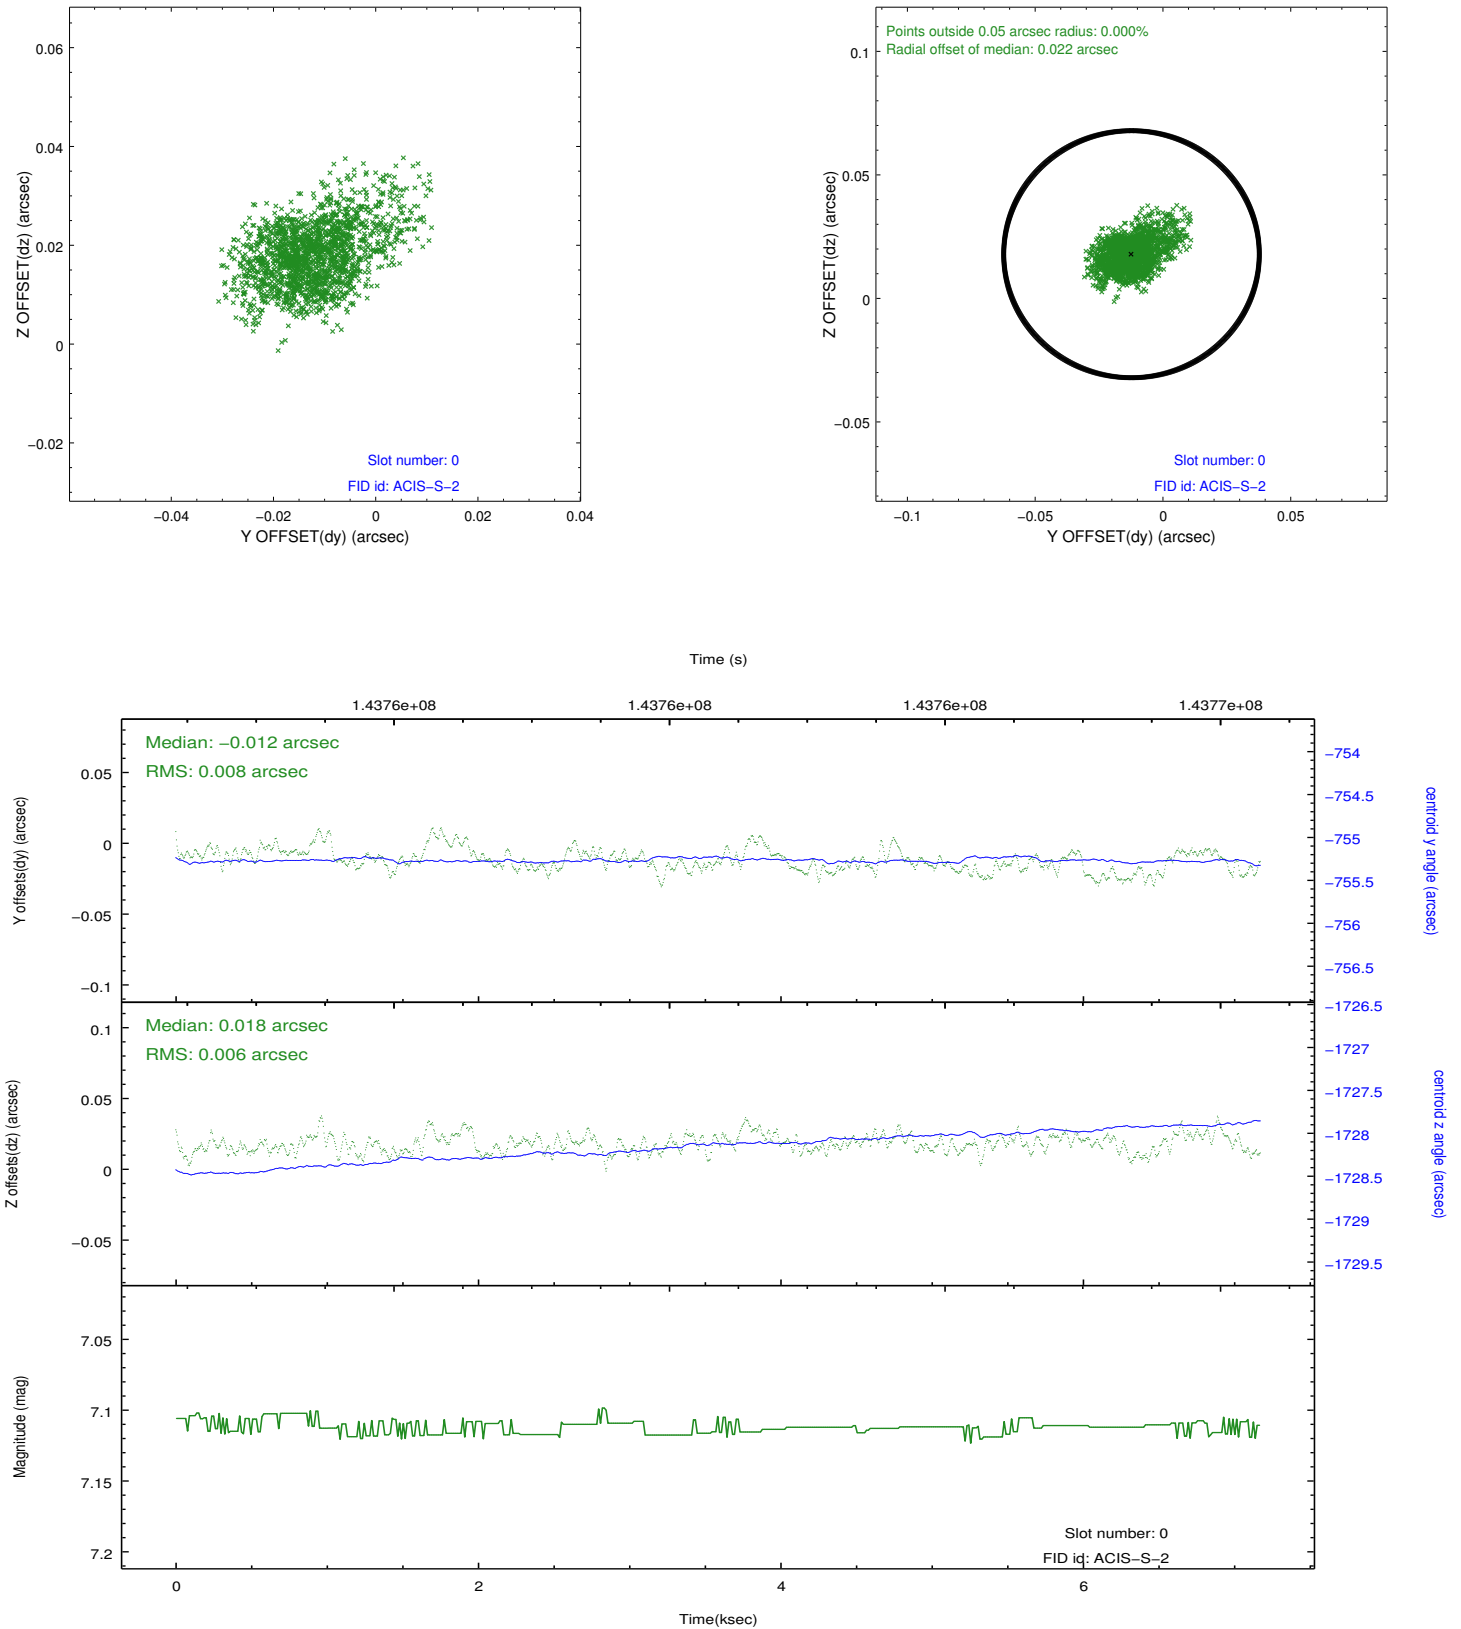 0.06
0.04
0.02
0
−0.02
Z OFFSET(dz) (arcsec)
Slot number: 0
FID id: ACIS−S−2
−0.04
−0.02
0
0.02
0.04
Y OFFSET(dy) (arcsec)
Points outside 0.05 arcsec radius: 0.000%
Radial offset of median: 0.022 arcsec
0.1
0.05
0
−0.05
Z OFFSET(dz) (arcsec)
Slot number: 0
FID id: ACIS−S−2
−0.1
−0.05
0
0.05
Y OFFSET(dy) (arcsec)
Time (s)
1.4376e+08
1.4376e+08
1.4376e+08
1.4377e+08
Median: −0.012 arcsec
RMS: 0.008 arcsec
0.05
0
−0.05
−0.1
Y offsets(dy) (arcsec)
−754
−754.5
−755
−755.5
−756
−756.5
centroid y angle (arcsec)
Median: 0.018 arcsec
RMS: 0.006 arcsec
0.1
0.05
0
−0.05
Z offsets(dz) (arcsec)
−1726.5
−1727
−1727.5
−1728
−1728.5
−1729
−1729.5
centroid z angle (arcsec)
7.05
7.1
7.15
7.2
Magnitude (mag)
Slot number: 0
FID id: ACIS−S−2
0
2
4
6
Time(ksec)